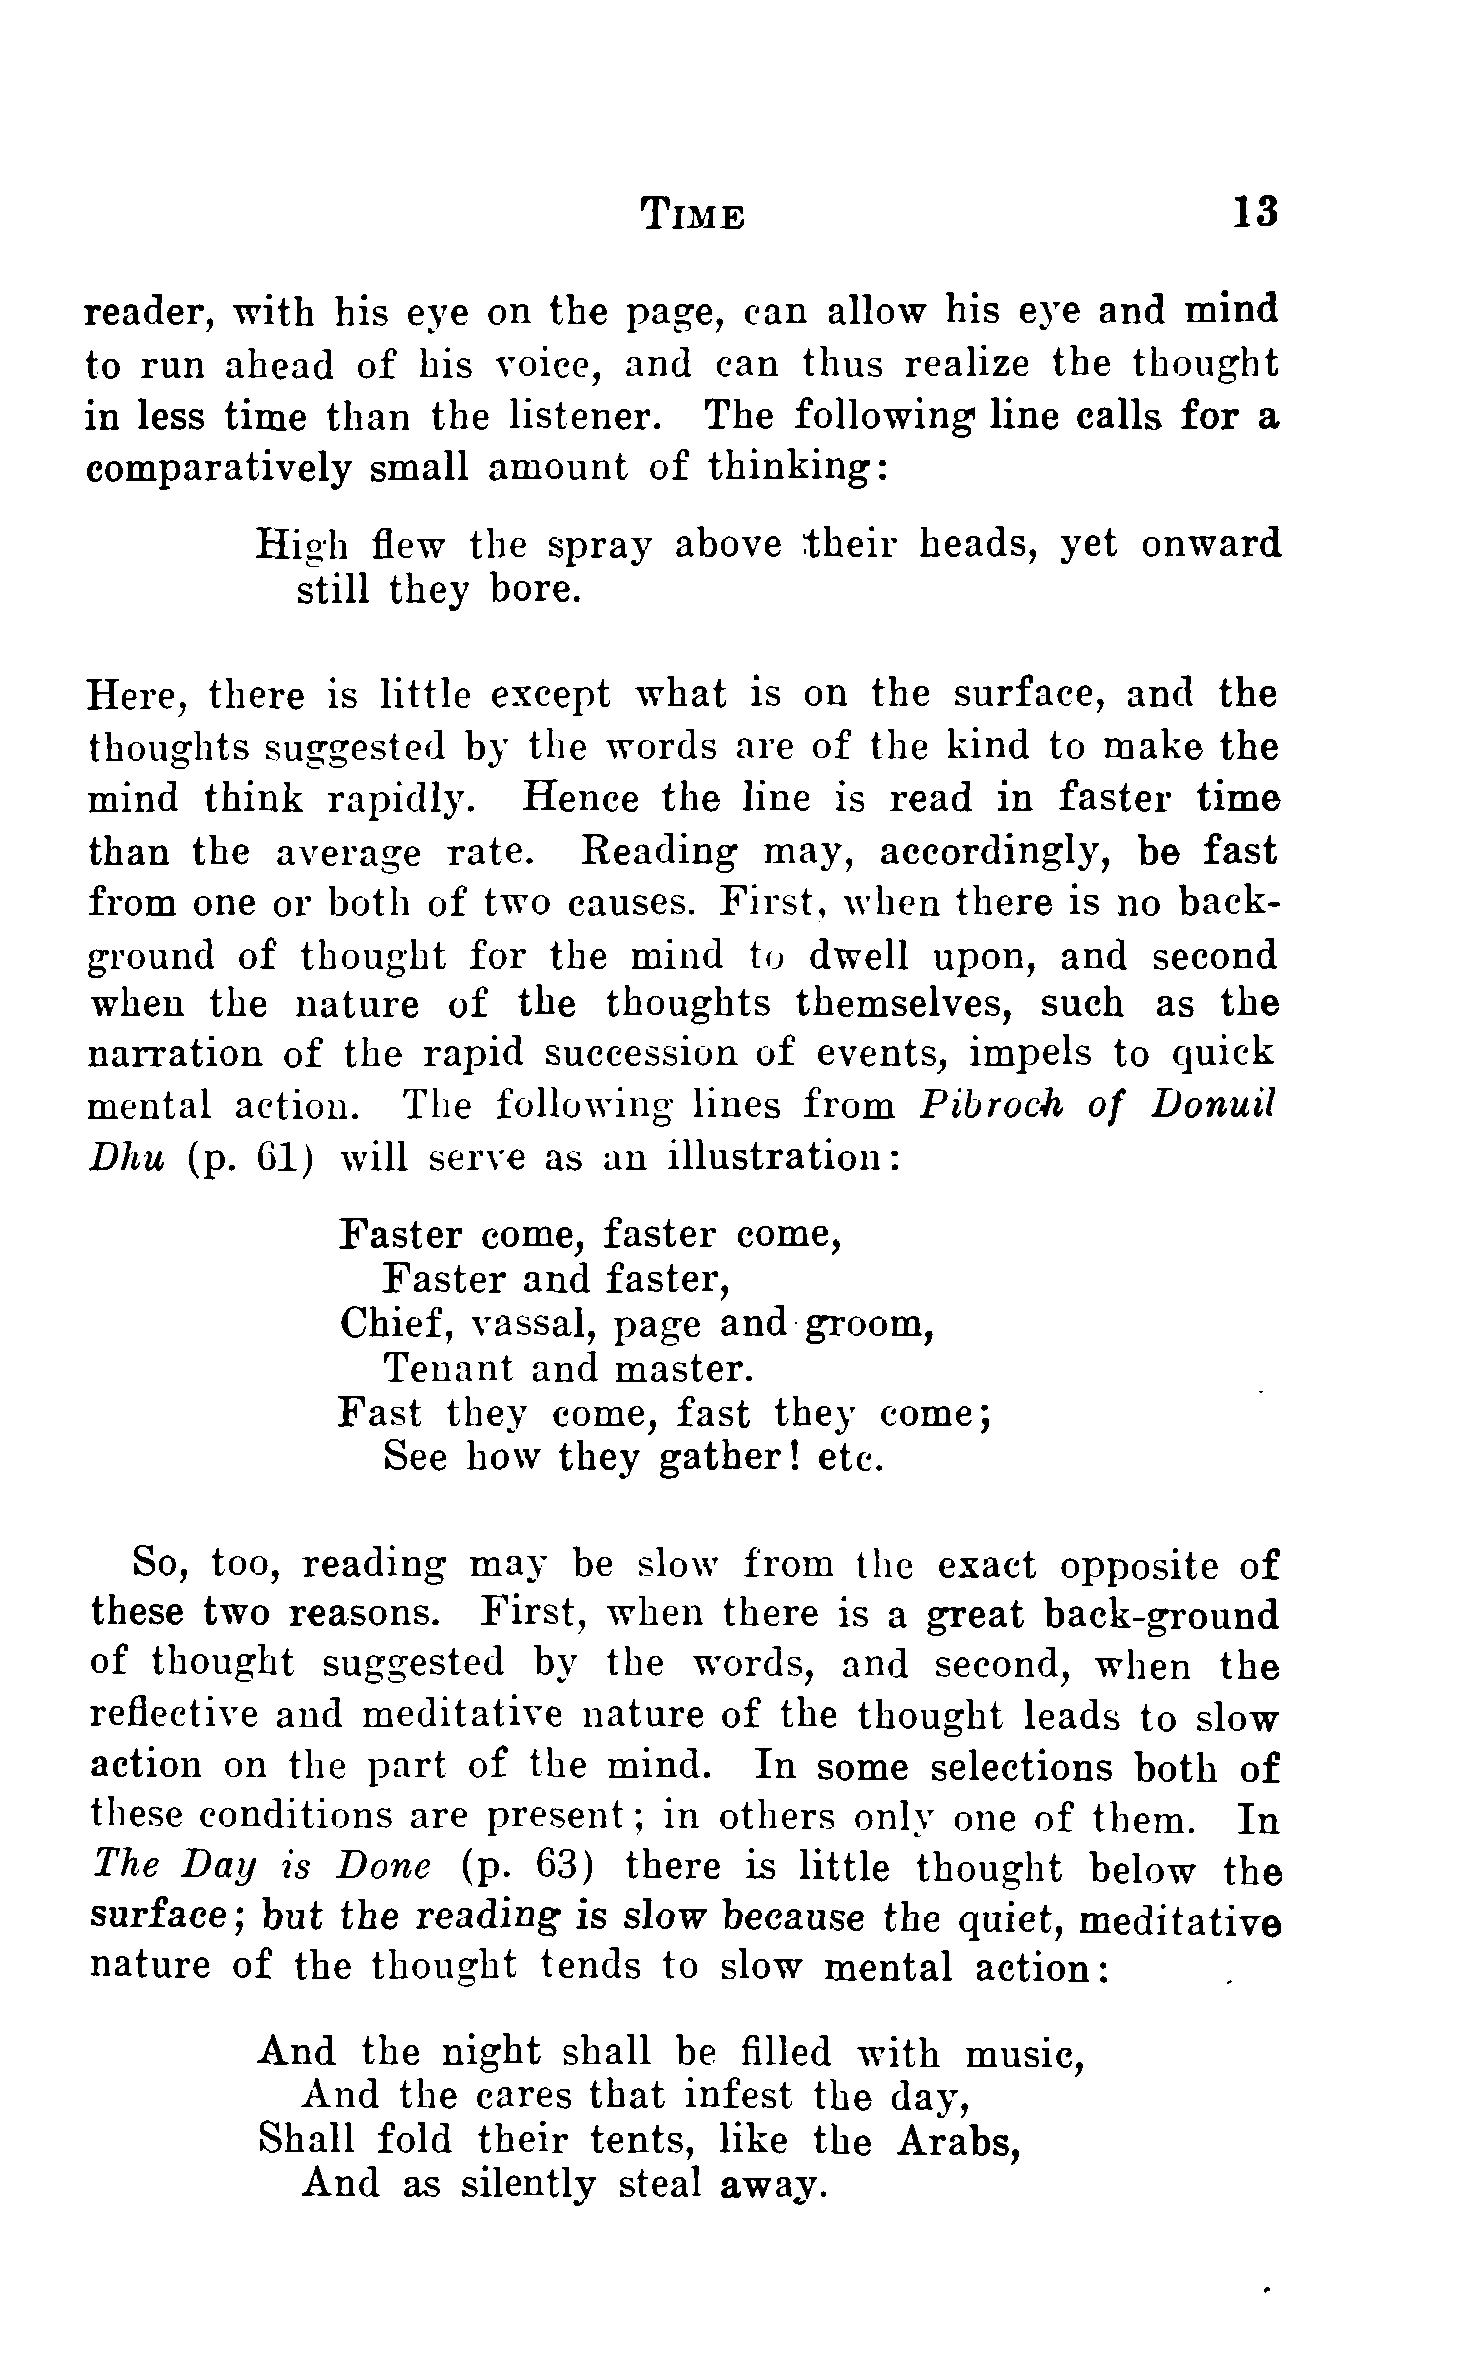 TIME 13
reader, with his eye on the page, can allow his eye and mind
to run ahead of his voice, and can thus realize the thought
in less time than the listener. The following line calls for a
comparatively small amount of thinking:
High flew the spray above their heads, yet onward
still they bore.
Here, there is little except what is on the surface, and the
thoughts suggested by the words are of the kind to make the
mind think rapidly. Hence the line is read in faster time
than the average rate. Reading may, accordingly, be fast
from one or both of two causes. First, when there is no back-
ground of thought for the mind to dwell upon, and second
when the nature of the thoughts themselves, such as the
narration of the rapid succession of events, impels to quick
mental action. The following lines from Pibroch of Donuil
Dhu (p. 61) will serve as an illustration:
Faster come, faster come,
Faster and faster,
Chief, vassal, page and groom,
Tenant and master.
Fast they come, fast they come;
See how they gather! etc.
So, too, reading may be slow from the exact opposite of
these two reasons. First, when there is a great back-ground
of thought suggested by the words, and second, when the
reflective and meditative nature of the thought leads to slow
action on the part of the mind. In some selections both of
these conditions are present; in others only one of them. In
The Day is Done (p. 63) there is little thought below the
surface; but the reading is slow because the quiet, meditative
nature of the thought tends to slow mental action:
And the night shall be filled with music,
And the cares that infest the day,
Shall fold their tents, like the Arabs,
And as silently steal away.